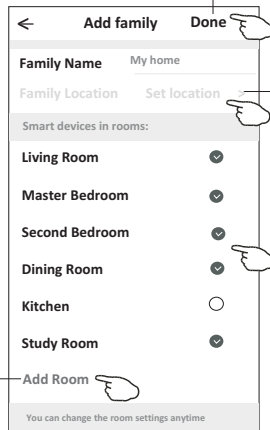 Add family Done
Family Name My home
Family Location Set location >
Smart devices in rooms:
Living Room
Master Bedroom
Second Bedroom
Dining Room
Kitchen
Study Room
Add Room
You can change the room settings anytime